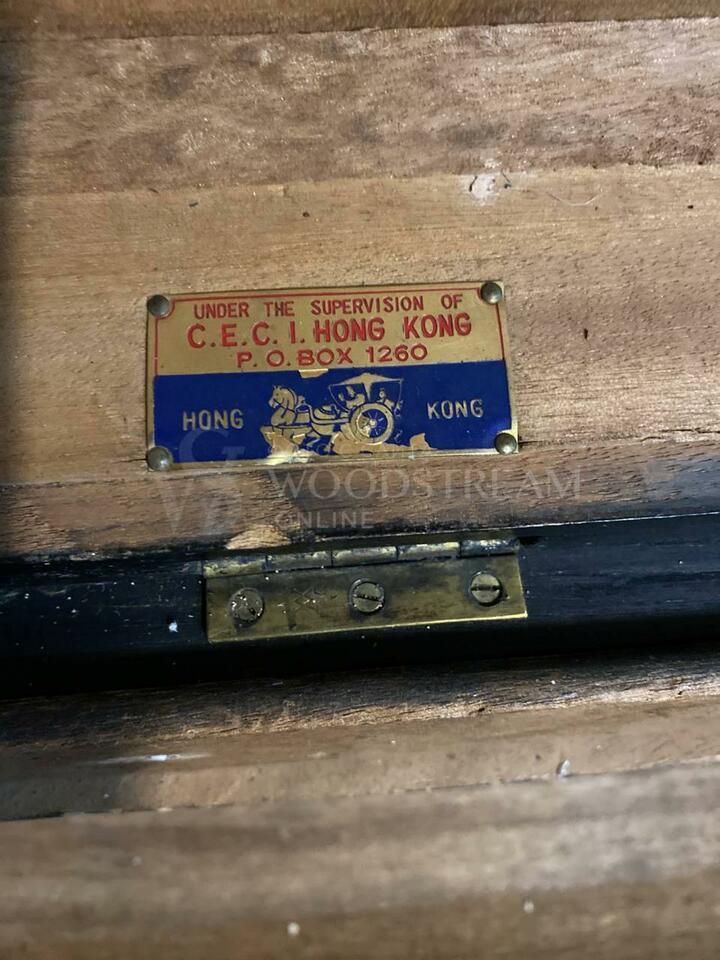 UNDER THE SUPERVISION OF
C.E.C.I. HONG KONG
P.O. BOX 1260
HONG KONG
WOODSTREAM
ONLINE